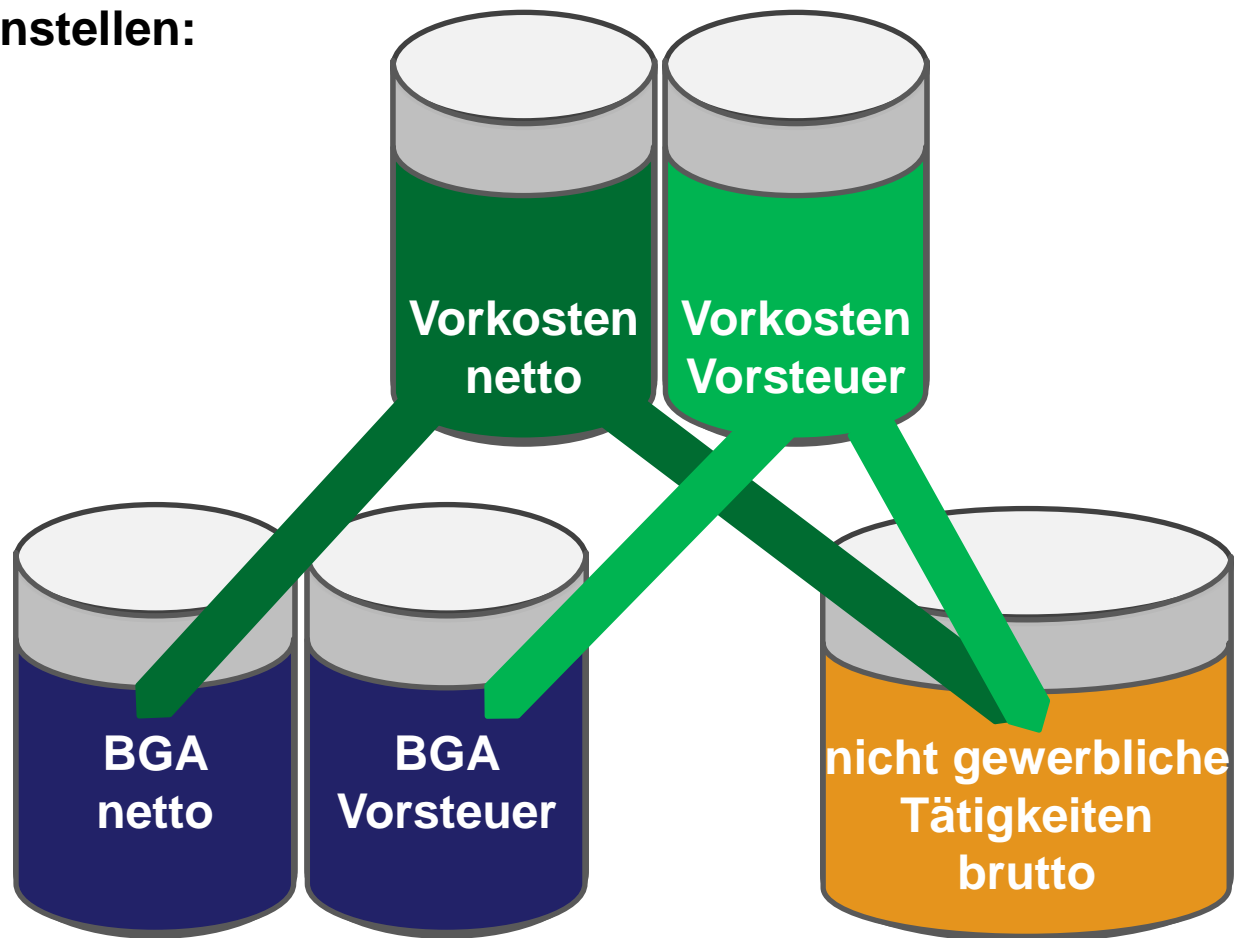 nstellen:
Vorkosten
netto
Vorkosten
Vorsteuer
BGA
netto
BGA
Vorsteuer
nicht gewerbliche
Tätigkeiten
brutto